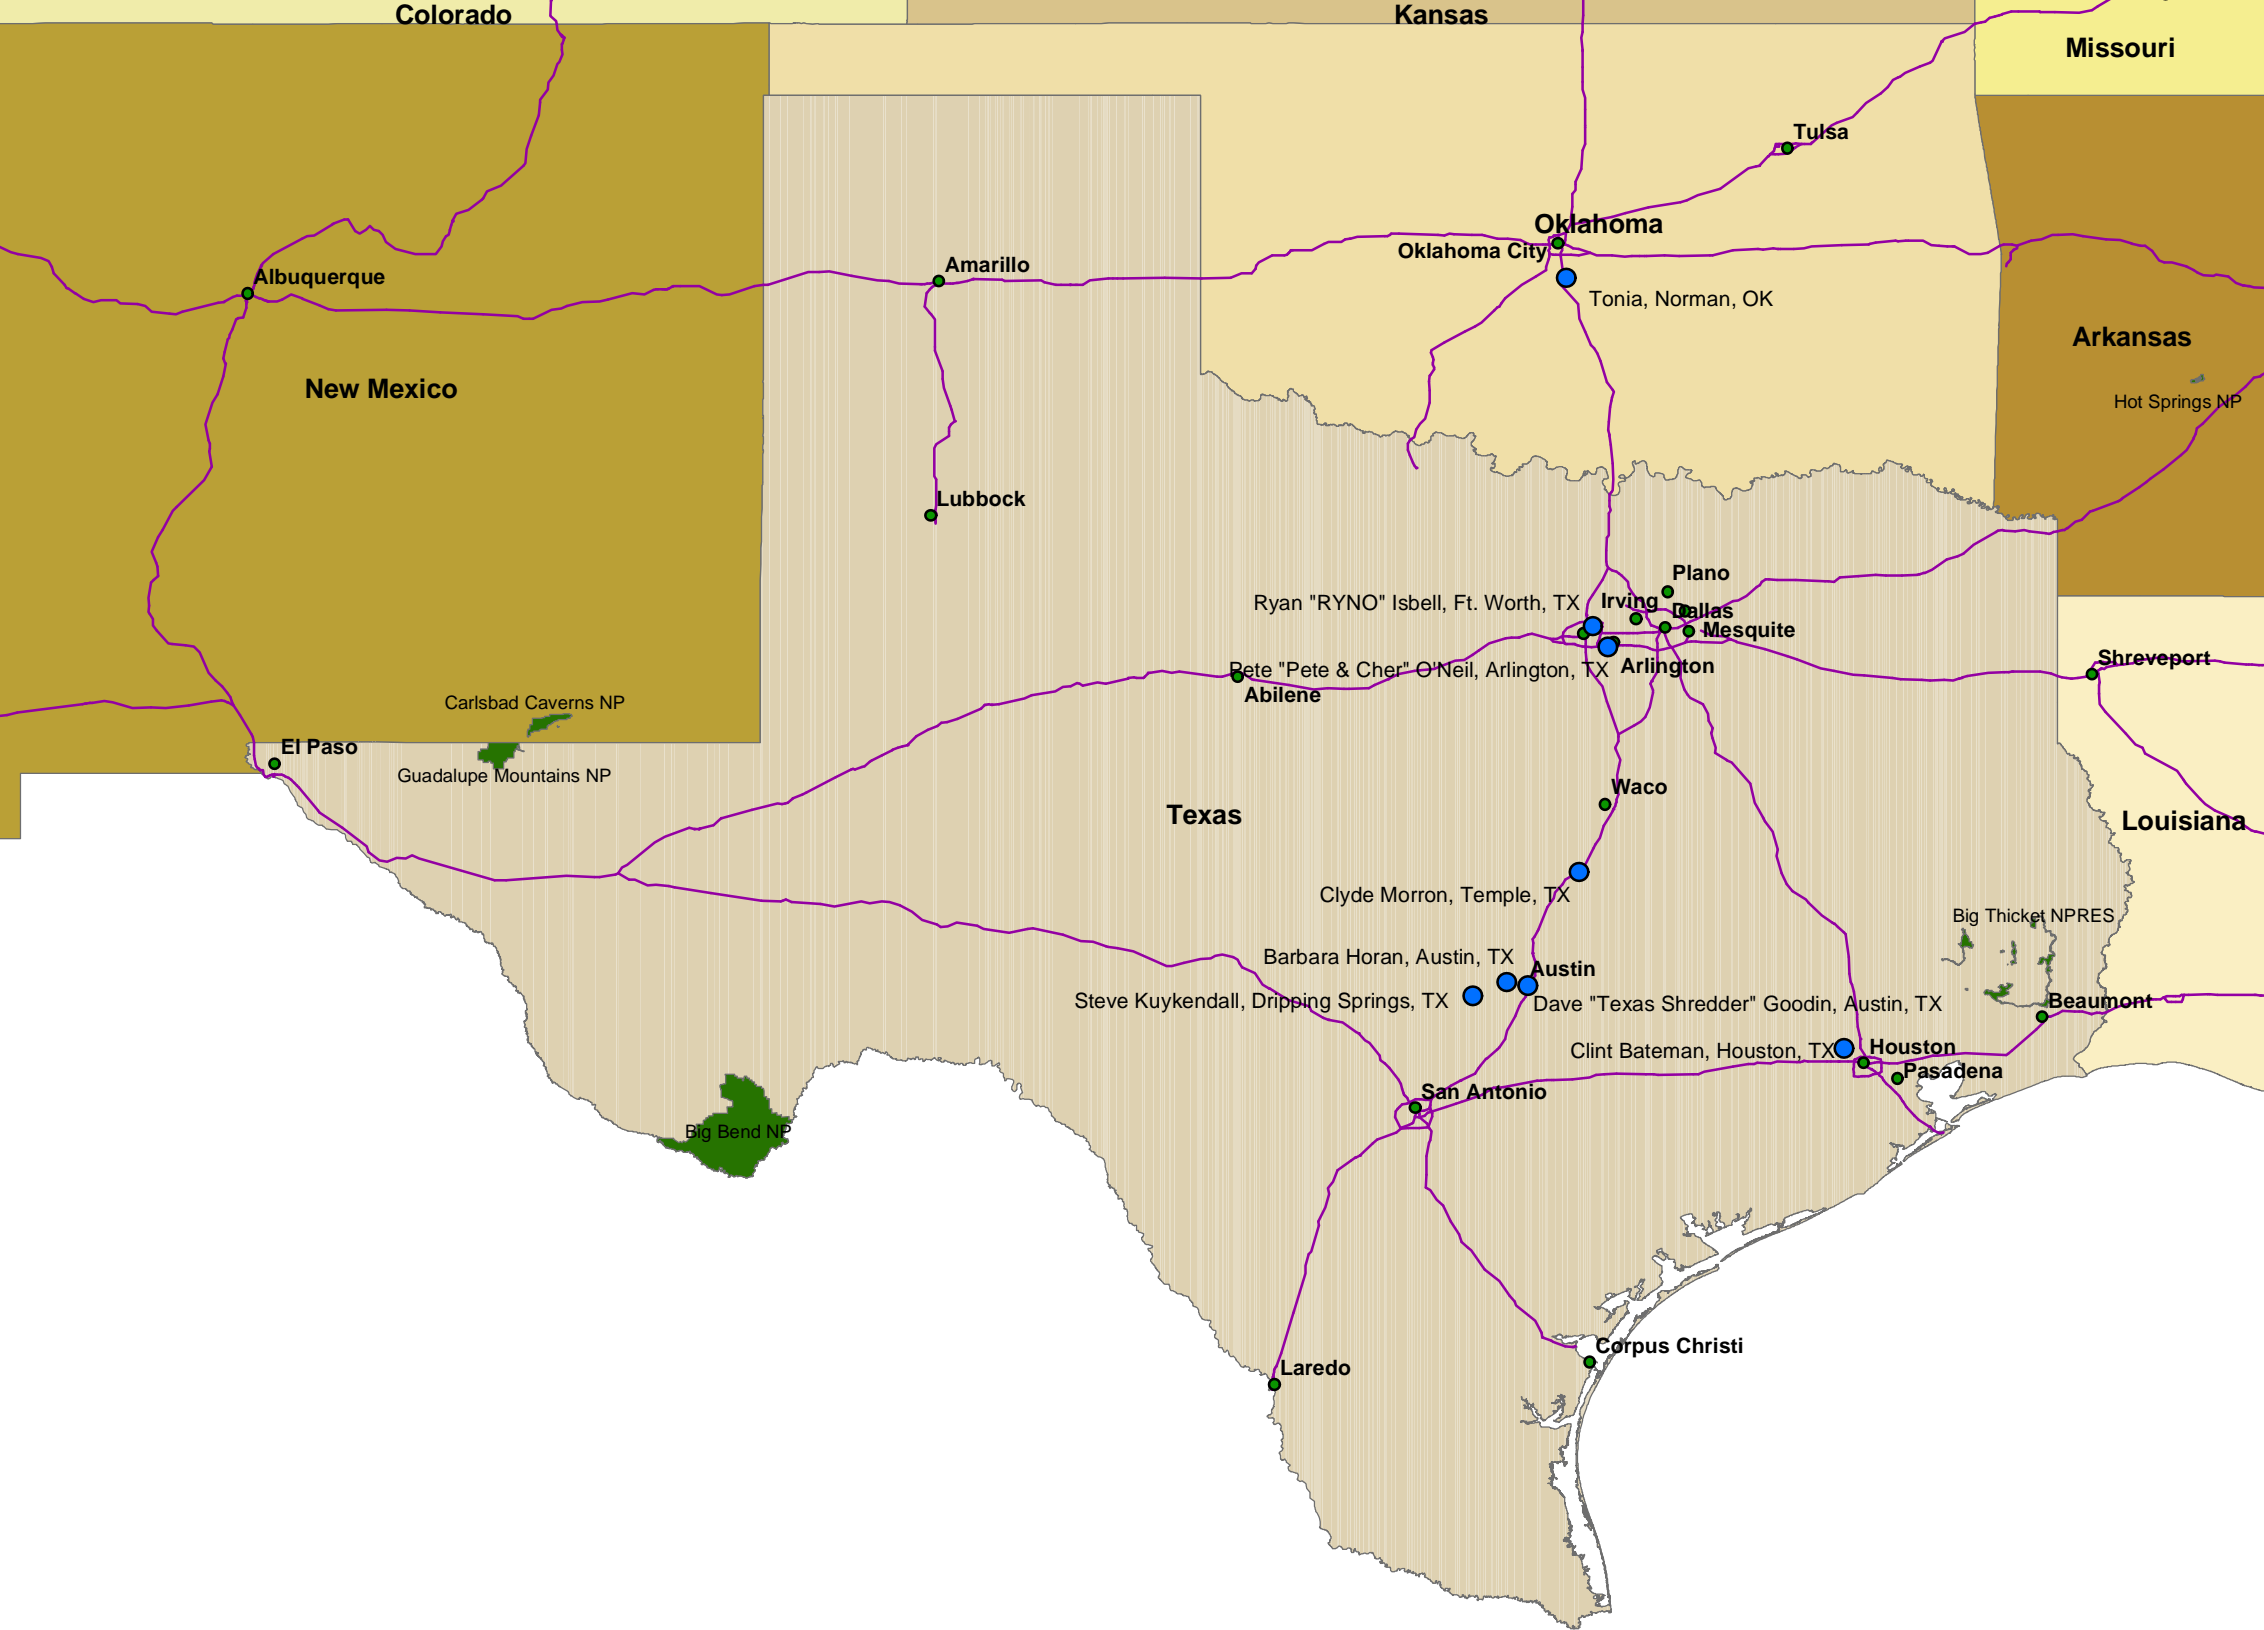 Colorado
Kansas
Missouri
Tulsa
Oklahoma
Oklahoma City
Albuquerque
Amarillo
Tonia, Norman, OK
Arkansas
New Mexico
Hot Springs NP
Lubbock
Plano
Ryan "RYNO" Isbell, Ft. Worth, TX
Irving
Dallas
Mesquite
Shreveport
Pete "Pete & Cher" O'Neil, Arlington, TX
Arlington
Abilene
Carlsbad Caverns NP
El Paso
Guadalupe Mountains NP
Waco
Texas
Louisiana
Clyde Morron, Temple, TX
Big Thicket NPRES
Barbara Horan, Austin, TX
Austin
Steve Kuykendall, Dripping Springs, TX
Dave "Texas Shredder" Goodin, Austin, TX
Beaumont
Clint Bateman, Houston, TX
Houston
Pasadena
San Antonio
Big Bend NP
Corpus Christi
Laredo